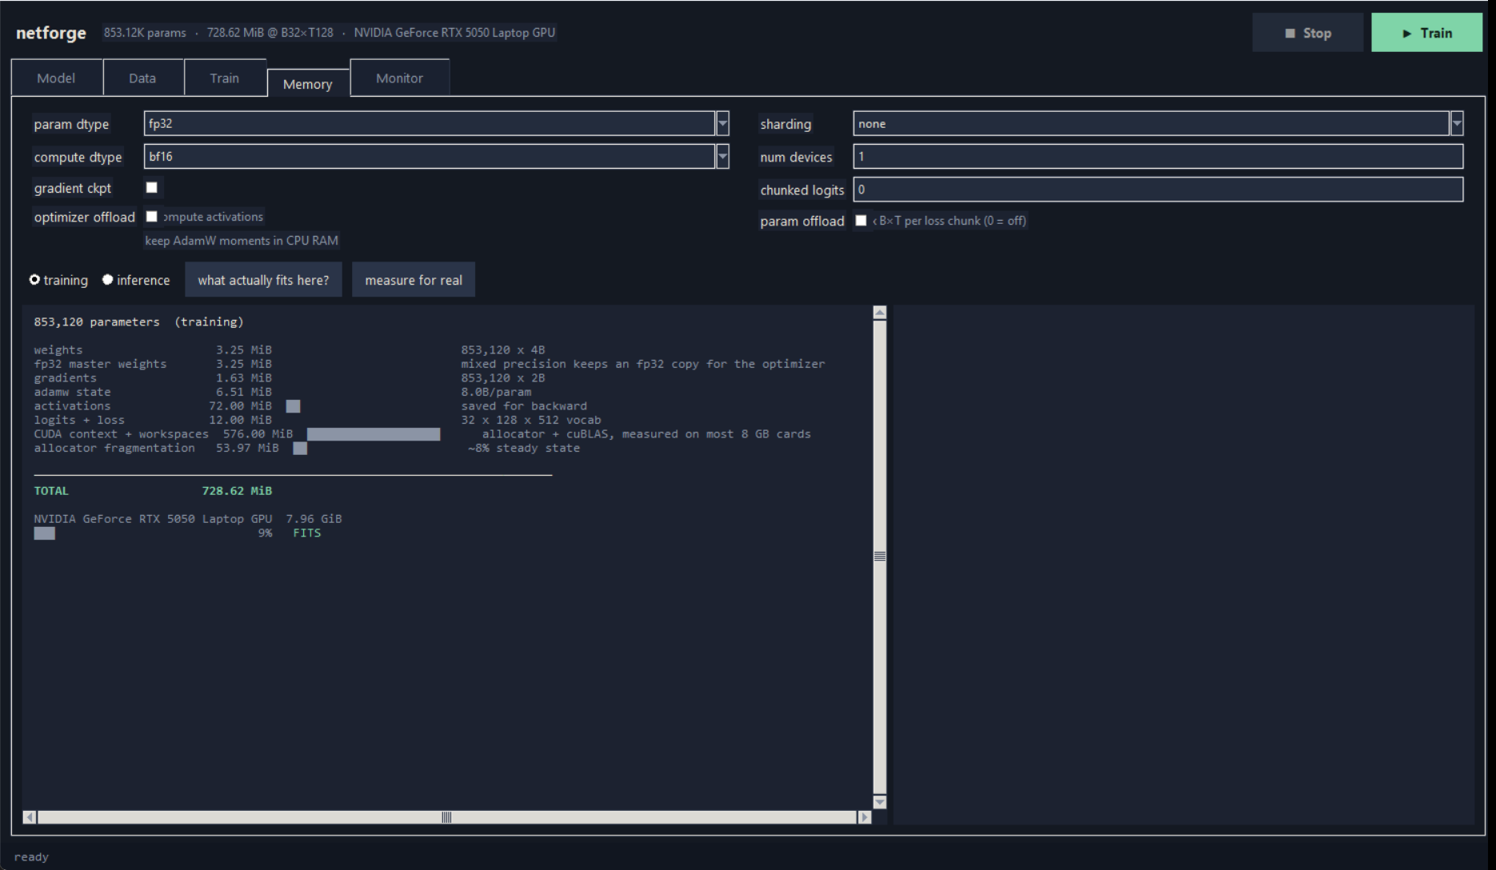 netforge 853.12K params · 728.62 MiB @ B32×T128 · NVIDIA GeForce RTX 5050 Laptop GPU ■ Stop ► Train
Model Data Train Memory Monitor
param dtype fp32 sharding none
compute dtype bf16 num devices 1
gradient ckpt chunked logits 0
optimizer offload ompute activations param offload B×T per loss chunk (0 = off)
keep AdamW moments in CPU RAM
training inference what actually fits here? measure for real
853,120 parameters (training)
weights 3.25 MiB 853,120 x 4B
fp32 master weights 3.25 MiB mixed precision keeps an fp32 copy for the optimizer
gradients 1.63 MiB 853,120 x 2B
adamw state 6.51 MiB 8.0B/param
activations 72.00 MiB saved for backward
logits + loss 12.00 MiB 32 x 128 x 512 vocab
CUDA context + workspaces 576.00 MiB allocator + cuBLAS, measured on most 8 GB cards
allocator fragmentation 53.97 MiB ~8% steady state
TOTAL 728.62 MiB
NVIDIA GeForce RTX 5050 Laptop GPU 7.96 GiB
9% FITS
ready